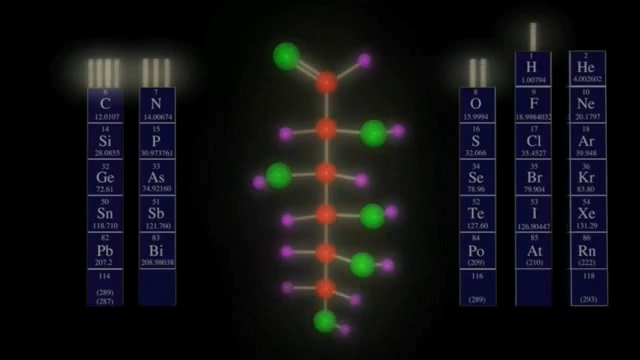 6
C
12.0107
14
Si
28.0855
32
Ge
72.61
50
Sn
118.710
82
Pb
207.2
114
(289)
(287)
7
N
14.00674
15
P
30.973761
33
As
74.92160
51
Sb
121.760
83
Bi
208.98038
8
O
15.9994
16
S
32.066
34
Se
78.96
52
Te
127.60
84
Po
(209)
116
(289)
1
H
1.00794
9
F
18.9984032
17
Cl
35.4527
35
Br
79.904
53
I
126.90447
85
At
(210)
2
He
4.002602
10
Ne
20.1797
18
Ar
39.948
36
Kr
83.80
54
Xe
131.29
86
Rn
(222)
118
(293)